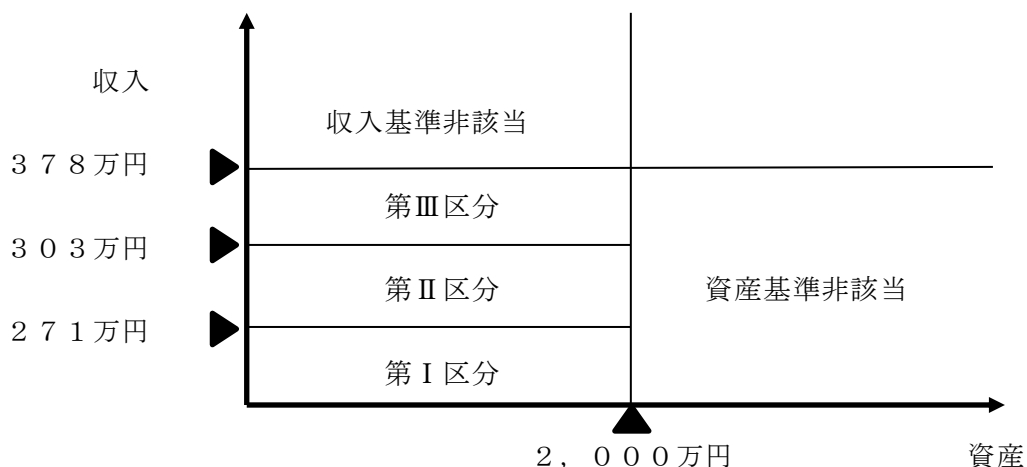 収入
収入基準非該当
３７８万円
第Ⅲ区分
３０３万円
第Ⅱ区分
資産基準非該当
２７１万円
第Ⅰ区分
２，０００万円
資産